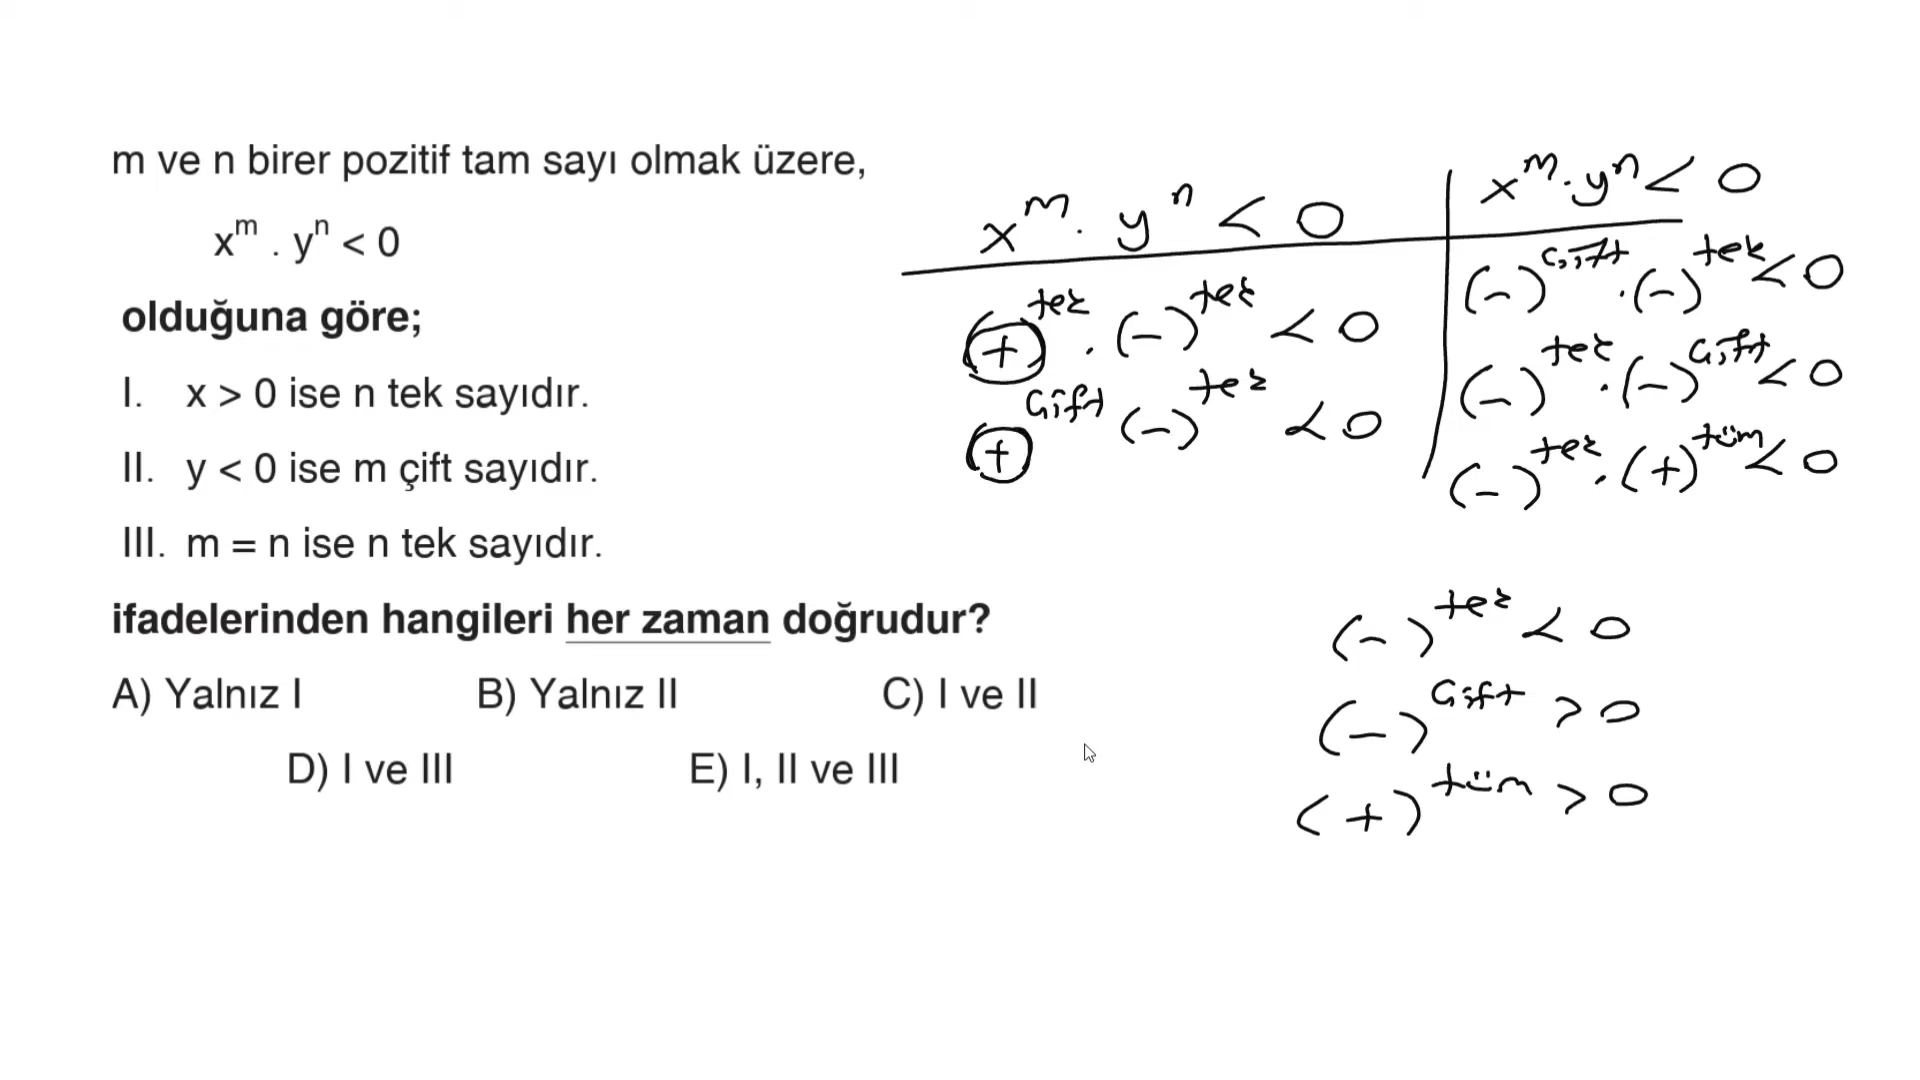 m ve n birer pozitif tam sayı olmak üzere,
x^m . y^n < 0
olduğuna göre;
I. x > 0 ise n tek sayıdır.
II. y < 0 ise m çift sayıdır.
III. m = n ise n tek sayıdır.
ifadelerinden hangileri her zaman doğrudur?
A) Yalnız I B) Yalnız II C) I ve II
D) I ve III E) I, II ve III
x^m . y^n < 0
(+)^tek . (-)^tek < 0
(+)^çift (-)^tek < 0
x^m . y^n < 0
(-)^çift . (-)^tek < 0
(-)^tek . (-)^çift < 0
(-)^tek . (+)^tüm < 0
(-)^tek < 0
(-)^çift > 0
(+)^tüm > 0